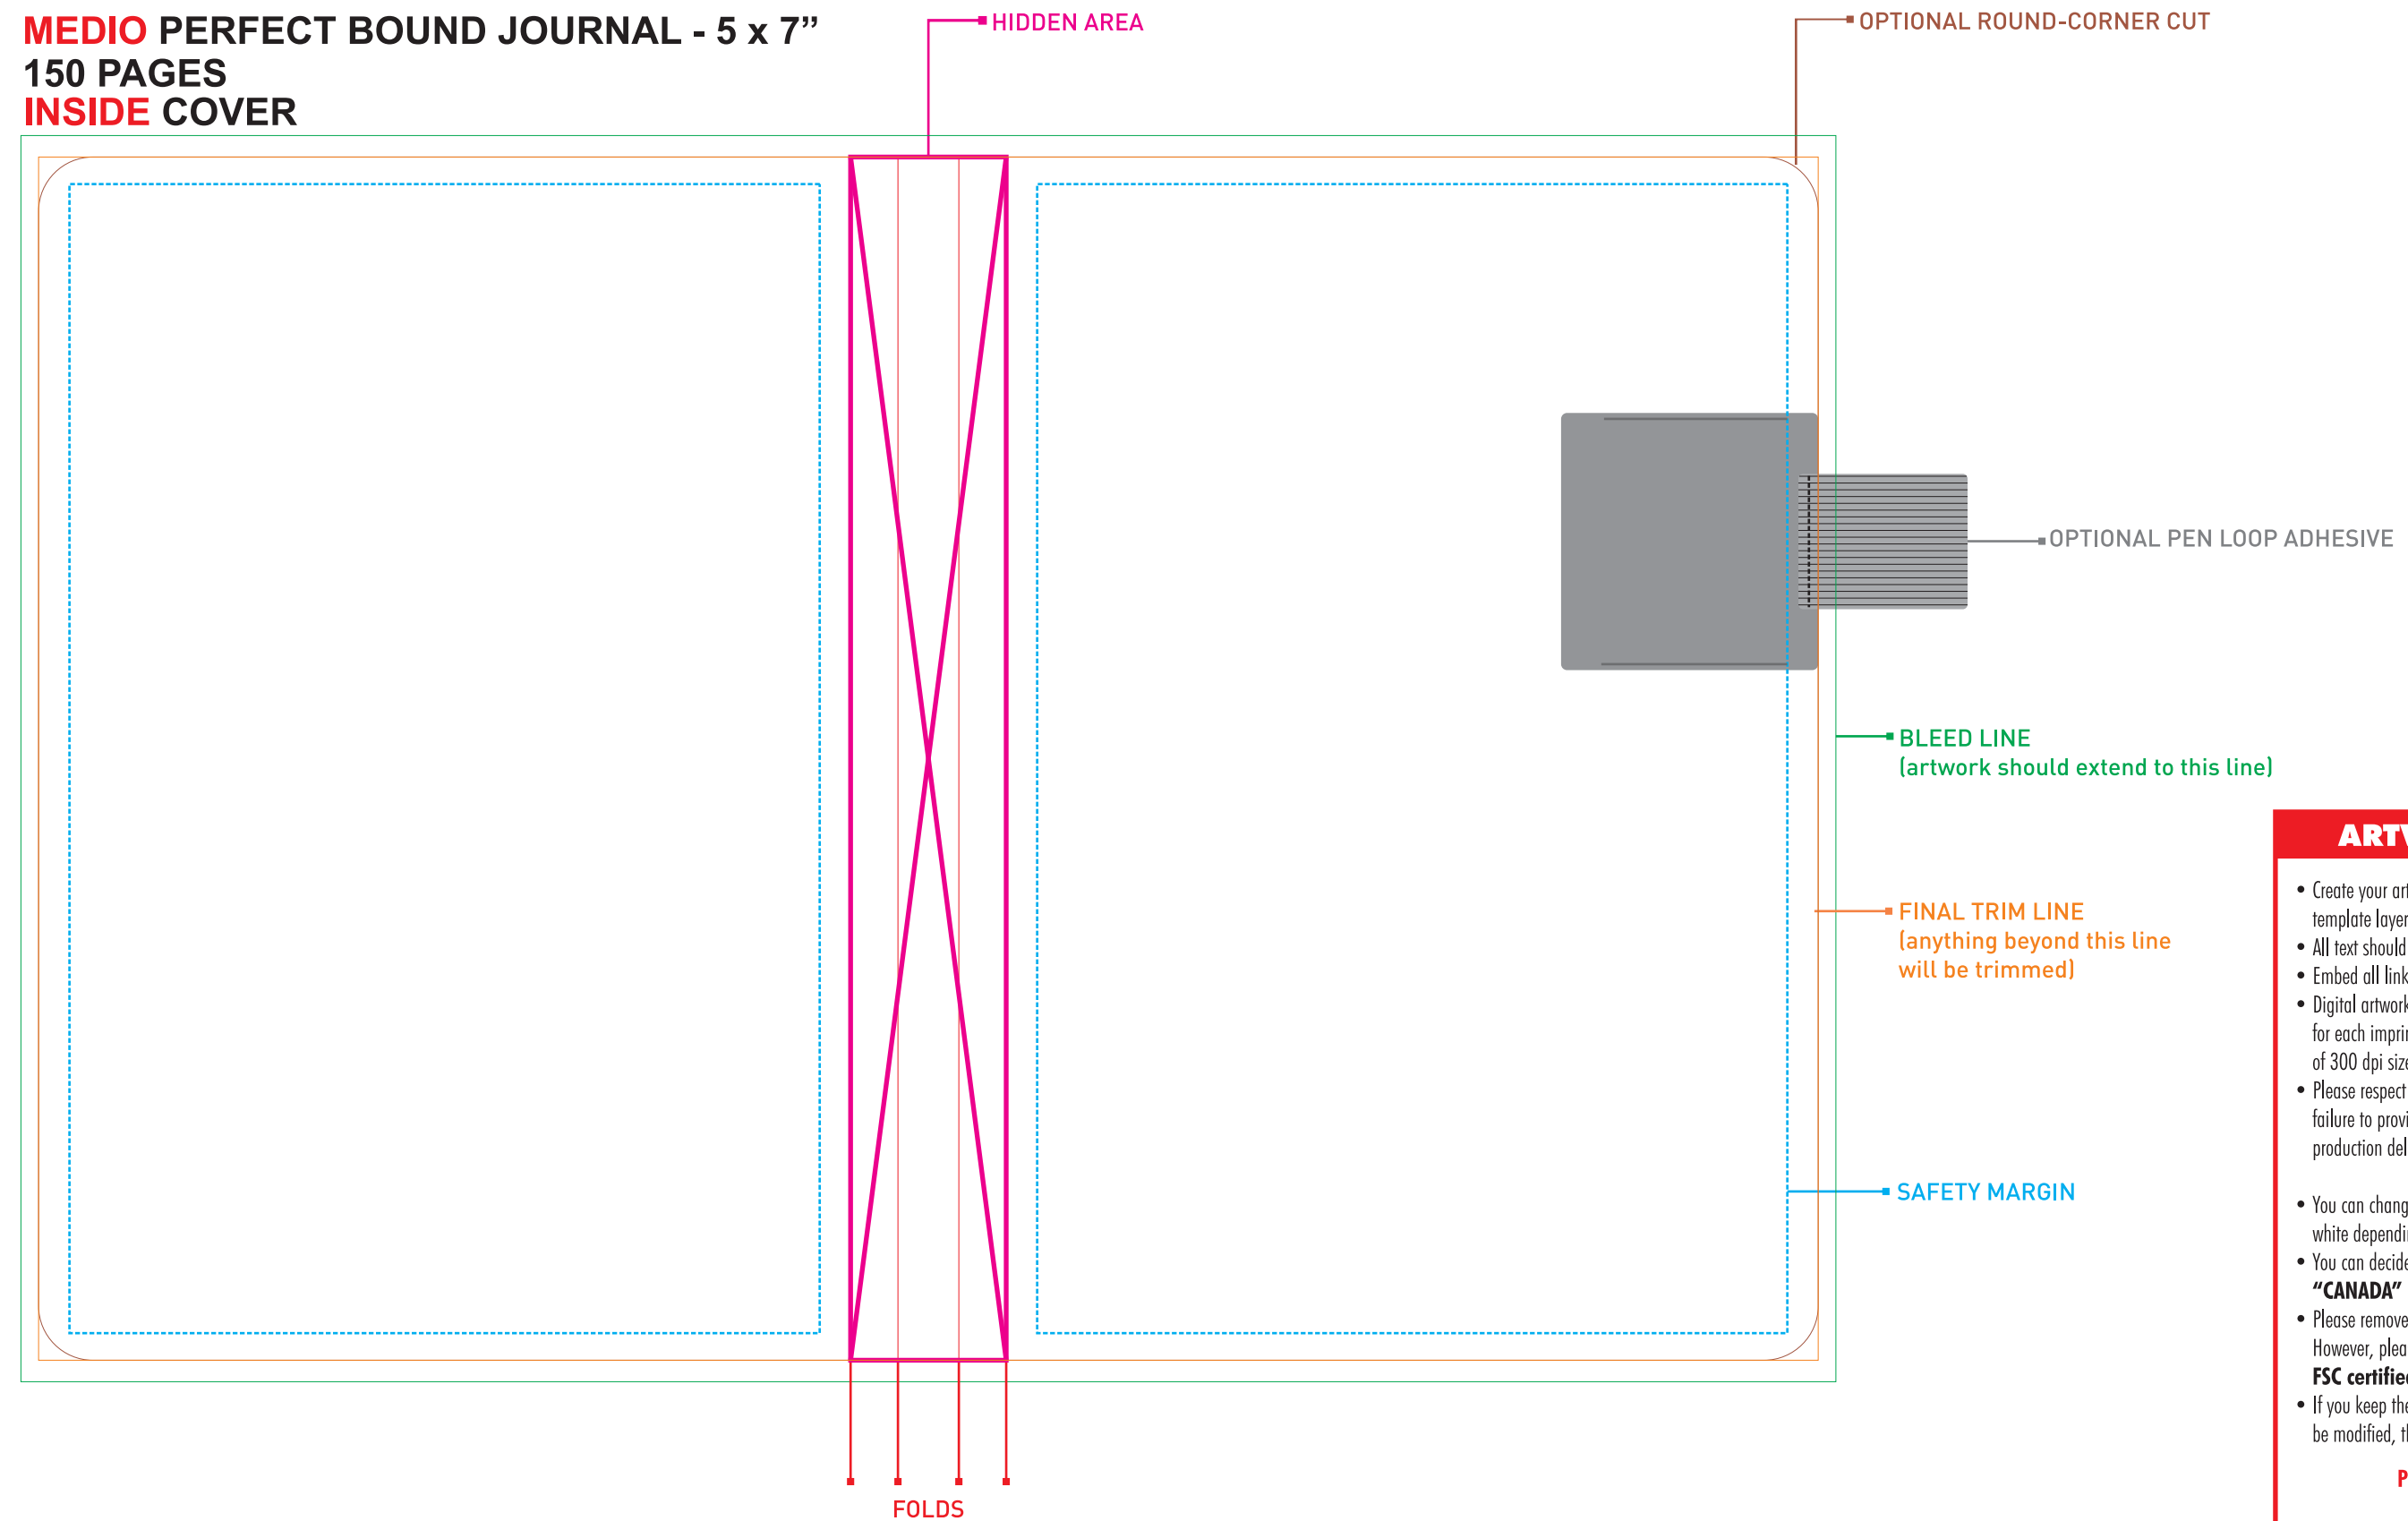 MEDIO PERFECT BOUND JOURNAL - 5 x 7”
150 PAGES
INSIDE COVER
HIDDEN AREA
OPTIONAL ROUND-CORNER CUT
OPTIONAL PEN LOOP ADHESIVE
BLEED LINE
(artwork should extend to this line)
FINAL TRIM LINE
(anything beyond this line
will be trimmed)
SAFETY MARGIN
FOLDS
• Create your
template
• All text should
• Embed all
• Digital
for each
of 300 dpi
• Please respect
failure to
production
• You can
white
• You can
“CANADA”
• Please
However,
FSC
• If you keep
be modified,